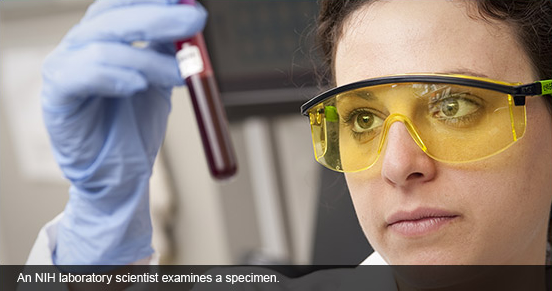 An NIH laboratory scientist examines a specimen.